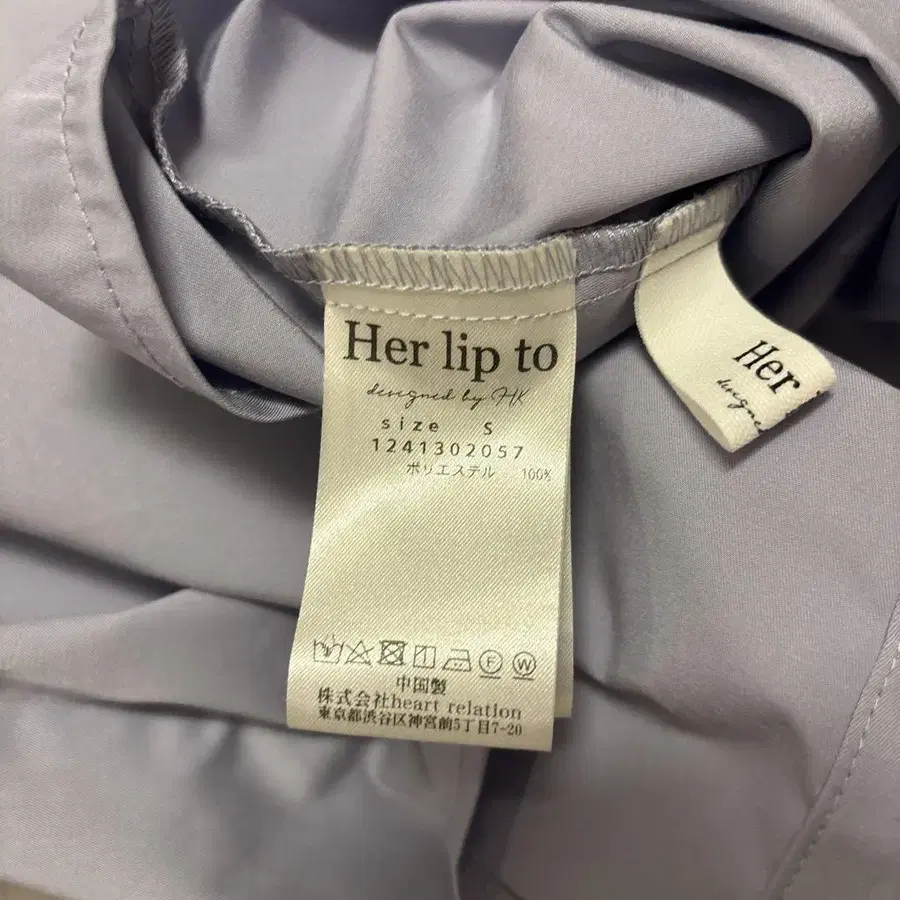 Her lip to
designed by HK
size S
1241302057
ポリエステル 100%
F W
中国製
株式会社heart relation
東京都渋谷区神宮前5丁目7-20
Her
designe